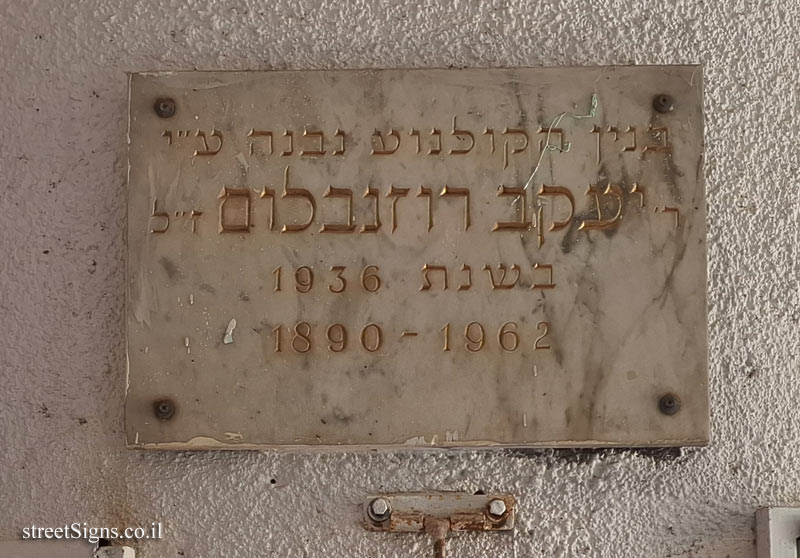 בנין הקולנוע נבנה ע״י
ר׳ יעקב רוזנבלום ז״ל
בשנת 1936
1890 - 1962
streetSigns.co.il